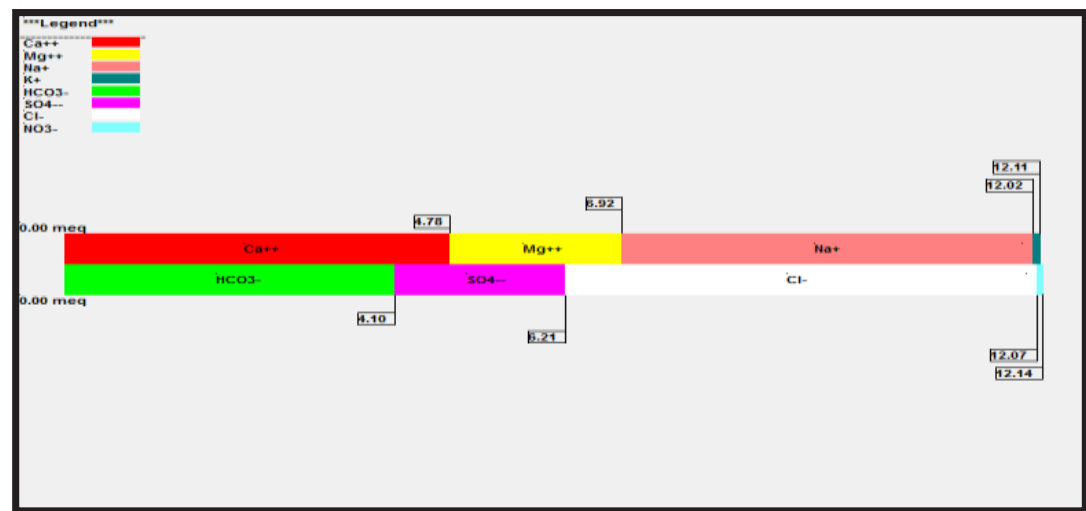 ***Legend***
Ca++
Mg++
Na+
K+
HCO3-
SO4--
Cl-
NO3-
12.11
12.02
6.92
4.78
0.00 meq
Ca++ Mg++ Na+
HCO3- SO4-- Cl-
0.00 meq
4.10
6.21
12.07
12.14